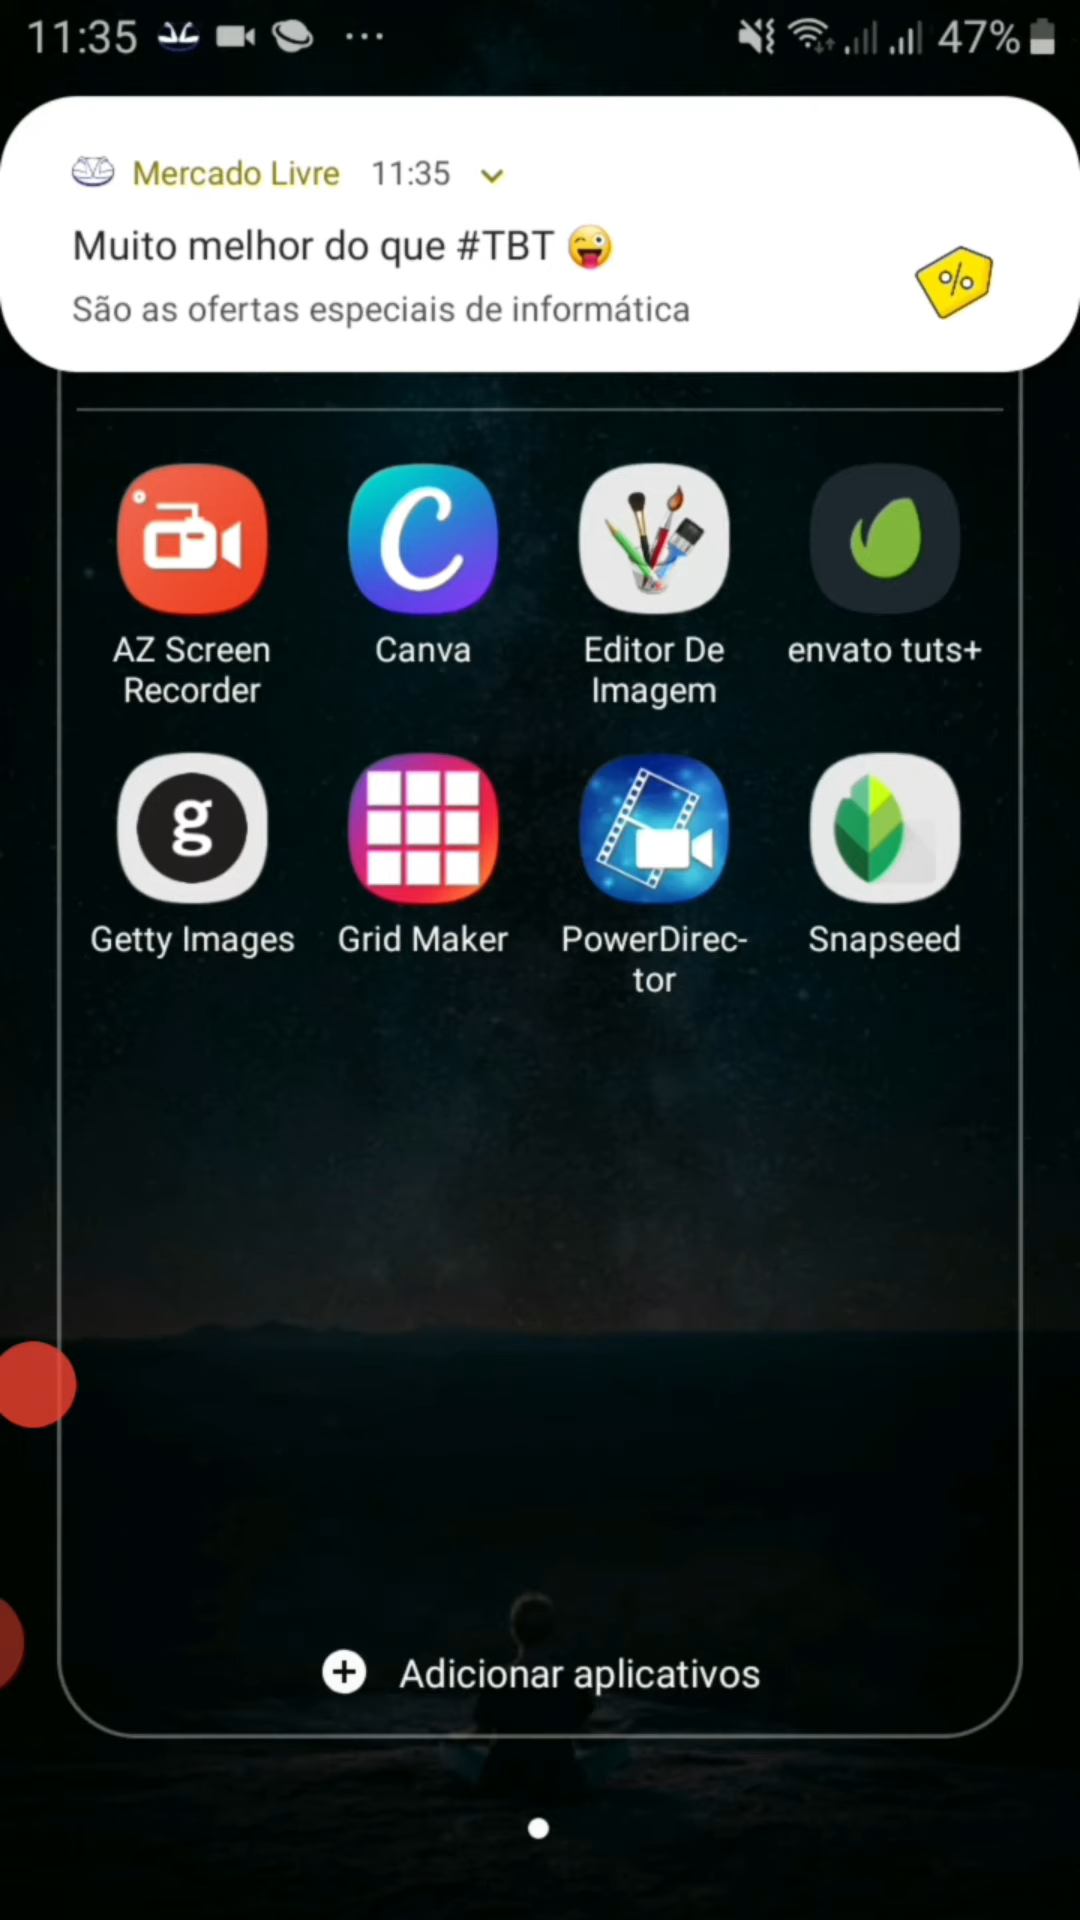 11:35
47%
Mercado Livre 11:35
Muito melhor do que #TBT 😜
São as ofertas especiais de informática
%
AZ Screen
Recorder
Canva
Editor De
Imagem
envato tuts+
C
g
Getty Images
Grid Maker
PowerDirec-
tor
Snapseed
Adicionar aplicativos